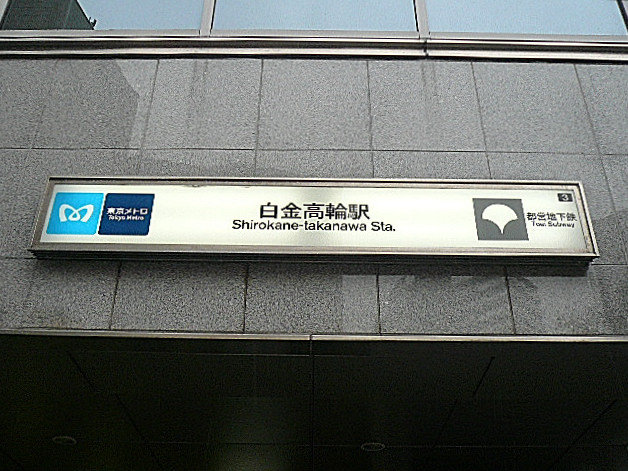 東京メトロ
Tokyo Metro
白金高輪駅
Shirokane-takanawa Sta.
3
都営地下鉄
Toei Subway